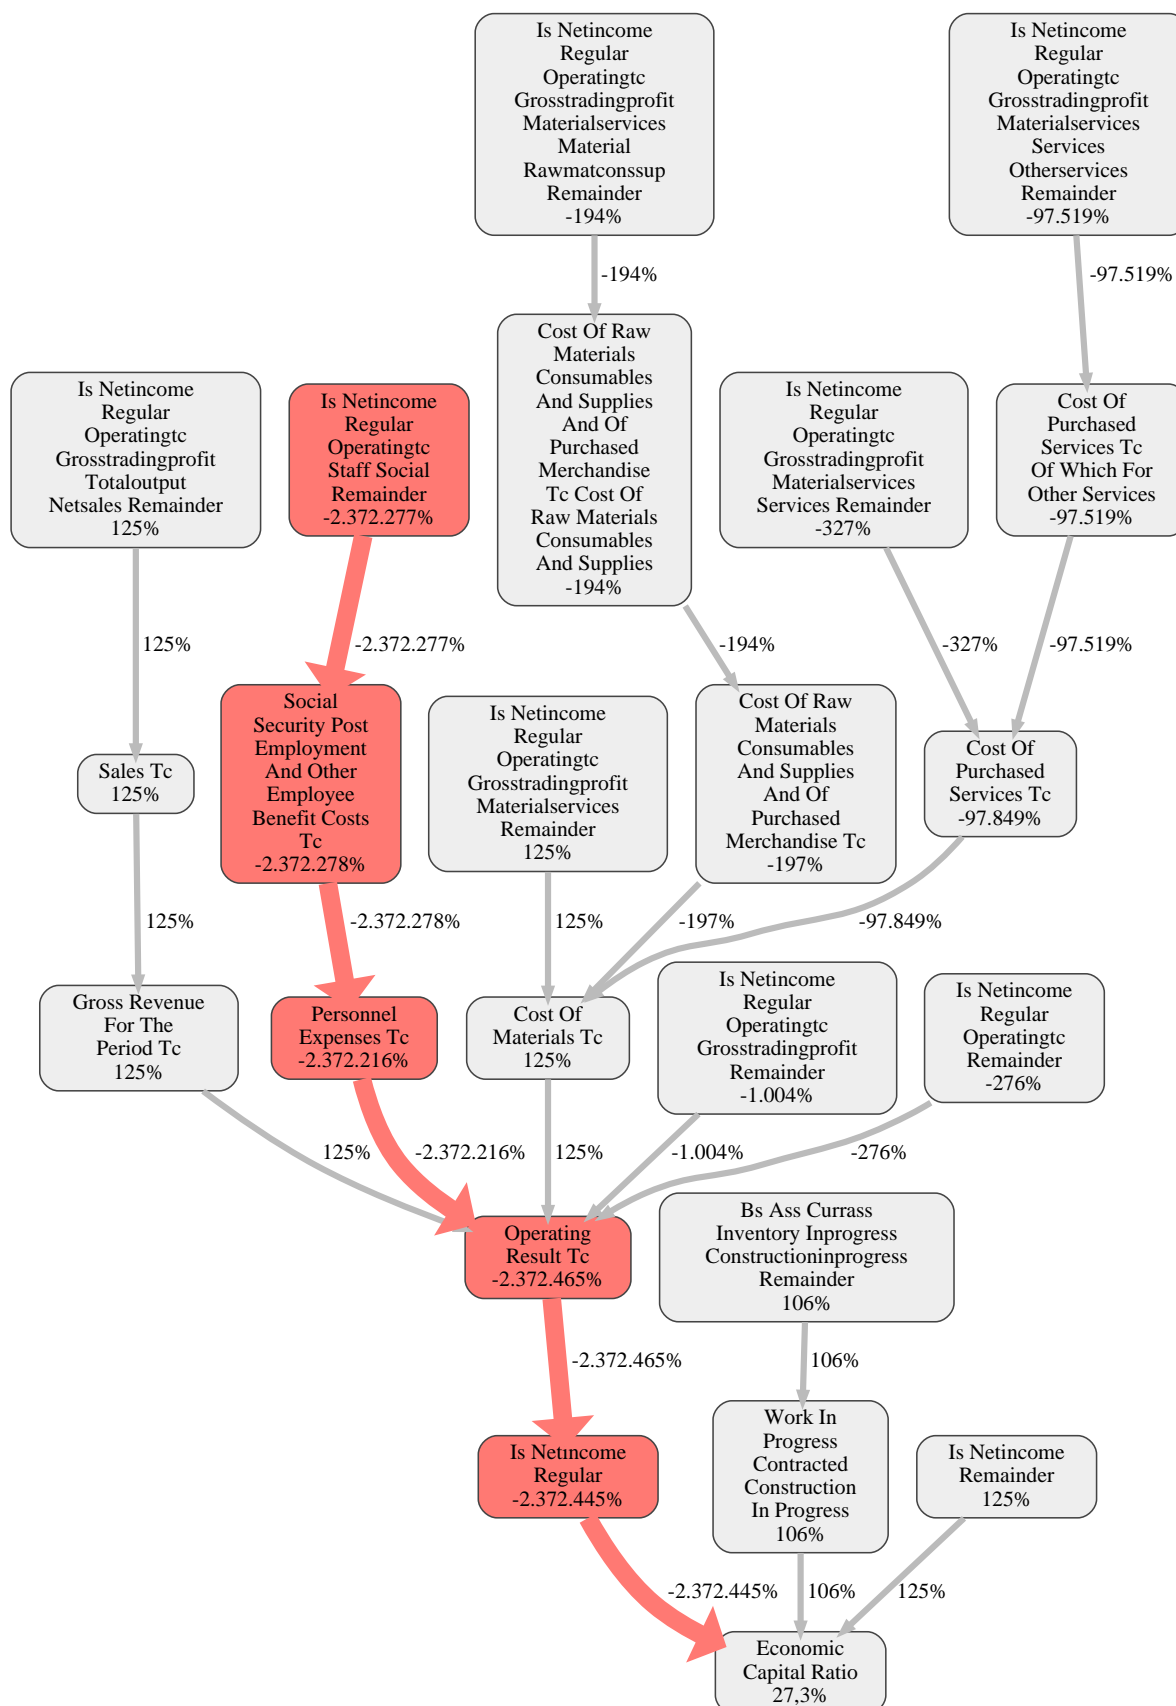 Is Netincome
Regular
Operatingtc
Grosstradingprofit
Materialservices
Material
Rawmatconssup
Remainder
-194%
Is Netincome
Regular
Operatingtc
Grosstradingprofit
Materialservices
Services
Otherservices
Remainder
-97.519%
-194%
-97.519%
Is Netincome
Regular
Operatingtc
Grosstradingprofit
Totaloutput
Netsales Remainder
125%
Is Netincome
Regular
Operatingtc
Staff Social
Remainder
-2.372.277%
Cost Of Raw
Materials
Consumables
And Supplies
And Of
Purchased
Merchandise
Tc Cost Of
Raw Materials
Consumables
And Supplies
-194%
Is Netincome
Regular
Operatingtc
Grosstradingprofit
Materialservices
Services Remainder
-327%
Cost Of
Purchased
Services Tc
Of Which For
Other Services
-97.519%
125%
-2.372.277%
-194%
-327%
-97.519%
Sales Tc
125%
Social
Security Post
Employment
And Other
Employee
Benefit Costs
Tc
-2.372.278%
Is Netincome
Regular
Operatingtc
Grosstradingprofit
Materialservices
Remainder
125%
Cost Of Raw
Materials
Consumables
And Supplies
And Of
Purchased
Merchandise Tc
-197%
Cost Of
Purchased
Services Tc
-97.849%
125%
-2.372.278%
125%
-197%
-97.849%
Gross Revenue
For The
Period Tc
125%
Personnel
Expenses Tc
-2.372.216%
Cost Of
Materials Tc
125%
Is Netincome
Regular
Operatingtc
Grosstradingprofit
Remainder
-1.004%
Is Netincome
Regular
Operatingtc
Remainder
-276%
125%
-2.372.216%
125%
-1.004%
-276%
Operating
Result Tc
-2.372.465%
Bs Ass Currass
Inventory Inprogress
Constructioninprogress
Remainder
106%
-2.372.465%
106%
Is Netincome
Regular
-2.372.445%
Work In
Progress
Contracted
Construction
In Progress
106%
Is Netincome
Remainder
125%
-2.372.445%
106%
125%
Economic
Capital Ratio
27,3%